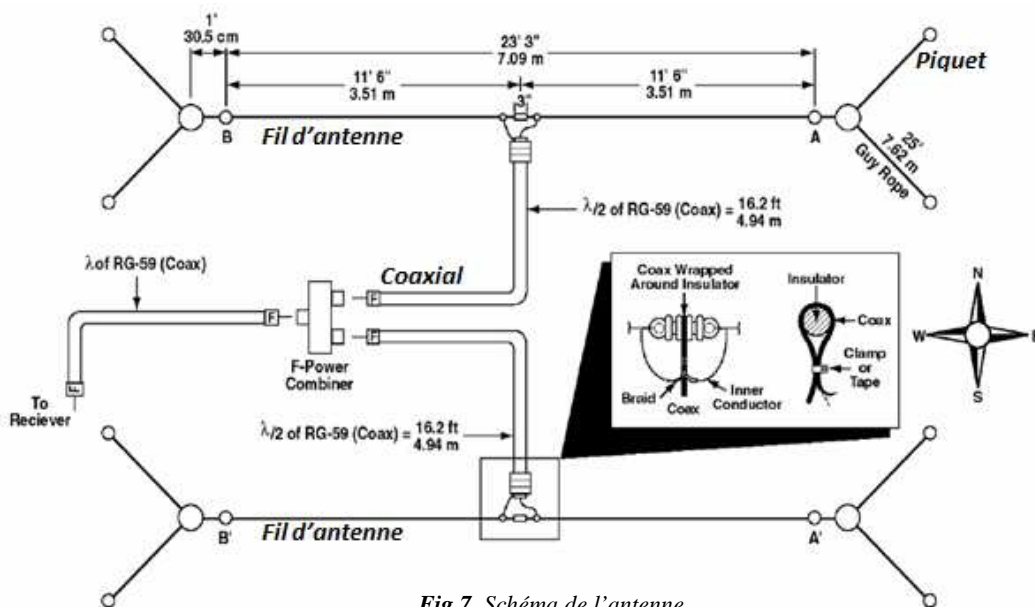 1'
30.5 cm
23' 3"
7.09 m
11' 6"
3.51 m
11' 6"
3.51 m
3"
Piquet
B
Fil d'antenne
A
25'
7.62 m
Guy Rope
λ/2 of RG-59 (Coax) = 16.2 ft
4.94 m
λ of RG-59 (Coax)
Coaxial
F
F
F
F
F-Power
Combiner
To
Reciever
λ/2 of RG-59 (Coax) = 16.2 ft
4.94 m
Coax Wrapped
Around Insulator
Insulator
Coax
Clamp
or
Tape
Braid
Coax
Inner
Conductor
N
W
E
S
B'
Fil d'antenne
A'
Fig.7. Schéma de l'antenne